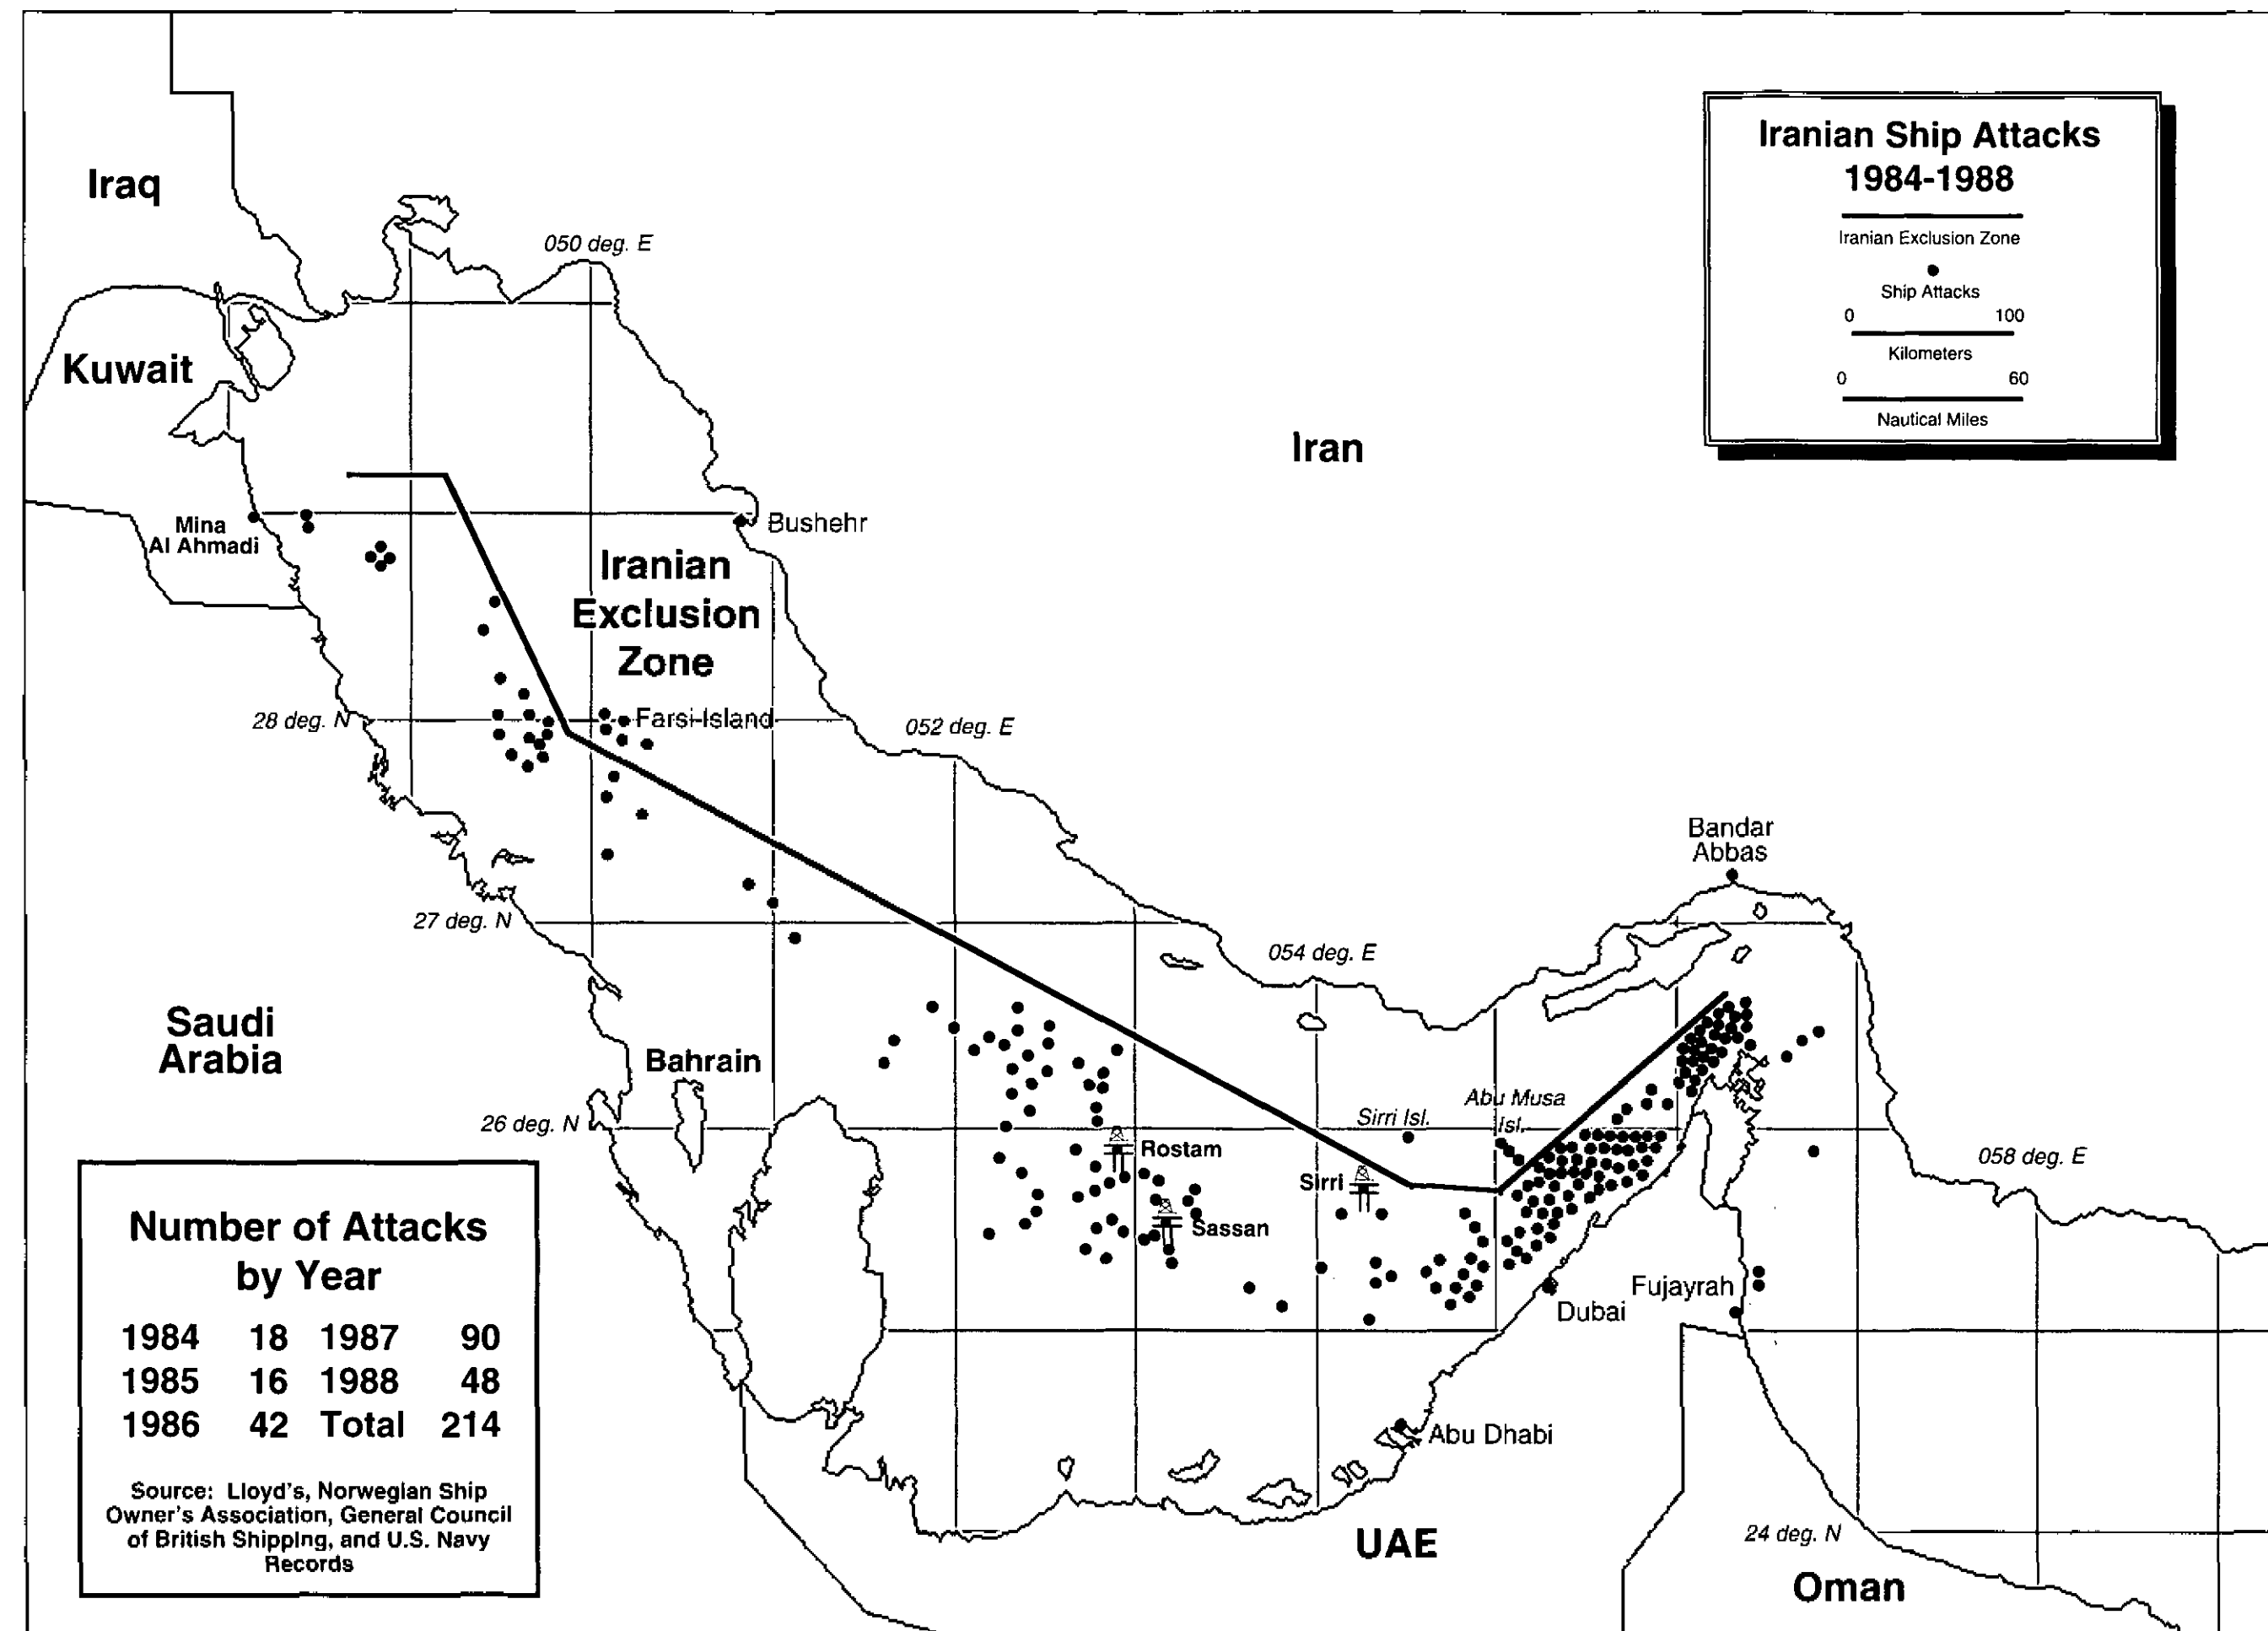 Iranian Ship Attacks
1984-1988
Iranian Exclusion Zone
Ship Attacks
0 100
Kilometers
0 60
Nautical Miles
Iraq
050 deg. E
Kuwait
Iran
Mina
Al Ahmadi
Bushehr
Iranian
Exclusion
Zone
28 deg. N
Farsi-Island
052 deg. E
Bandar
Abbas
27 deg. N
054 deg. E
Saudi
Arabia
Bahrain
26 deg. N
Sirri Isl.
Abu Musa
Isl.
Rostam
058 deg. E
Sirri
Sassan
Fujayrah
Dubai
Abu Dhabi
24 deg. N
UAE
Oman
Number of Attacks
by Year
1984 18 1987 90
1985 16 1988 48
1986 42 Total 214
Source: Lloyd's, Norwegian Ship
Owner's Association, General Council
of British Shipping, and U.S. Navy
Records